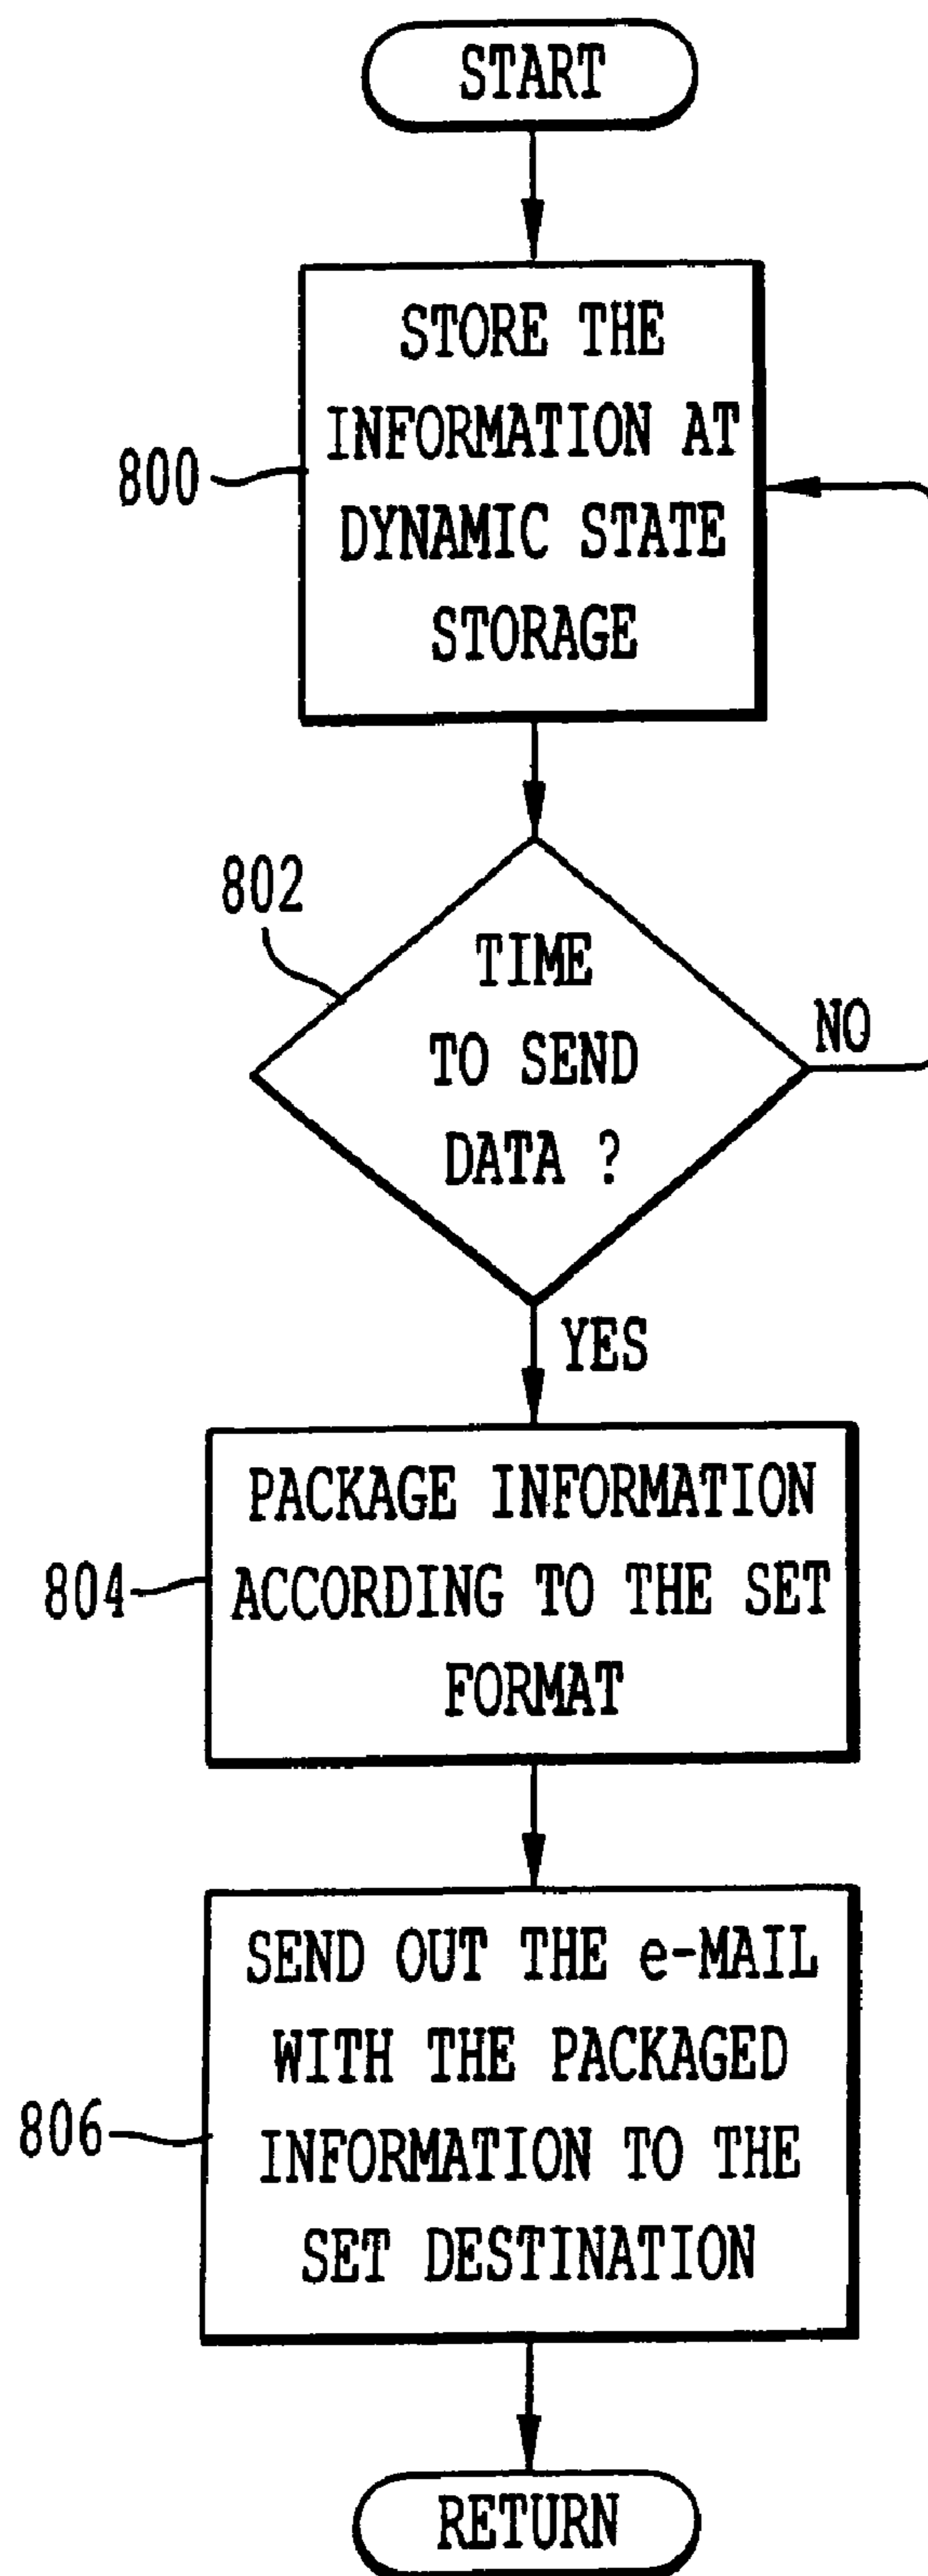 START
STORE THE
INFORMATION AT
DYNAMIC STATE
STORAGE
800
802
TIME
TO SEND
DATA ?
NO
YES
PACKAGE INFORMATION
ACCORDING TO THE SET
FORMAT
804
SEND OUT THE e-MAIL
WITH THE PACKAGED
INFORMATION TO THE
SET DESTINATION
806
RETURN